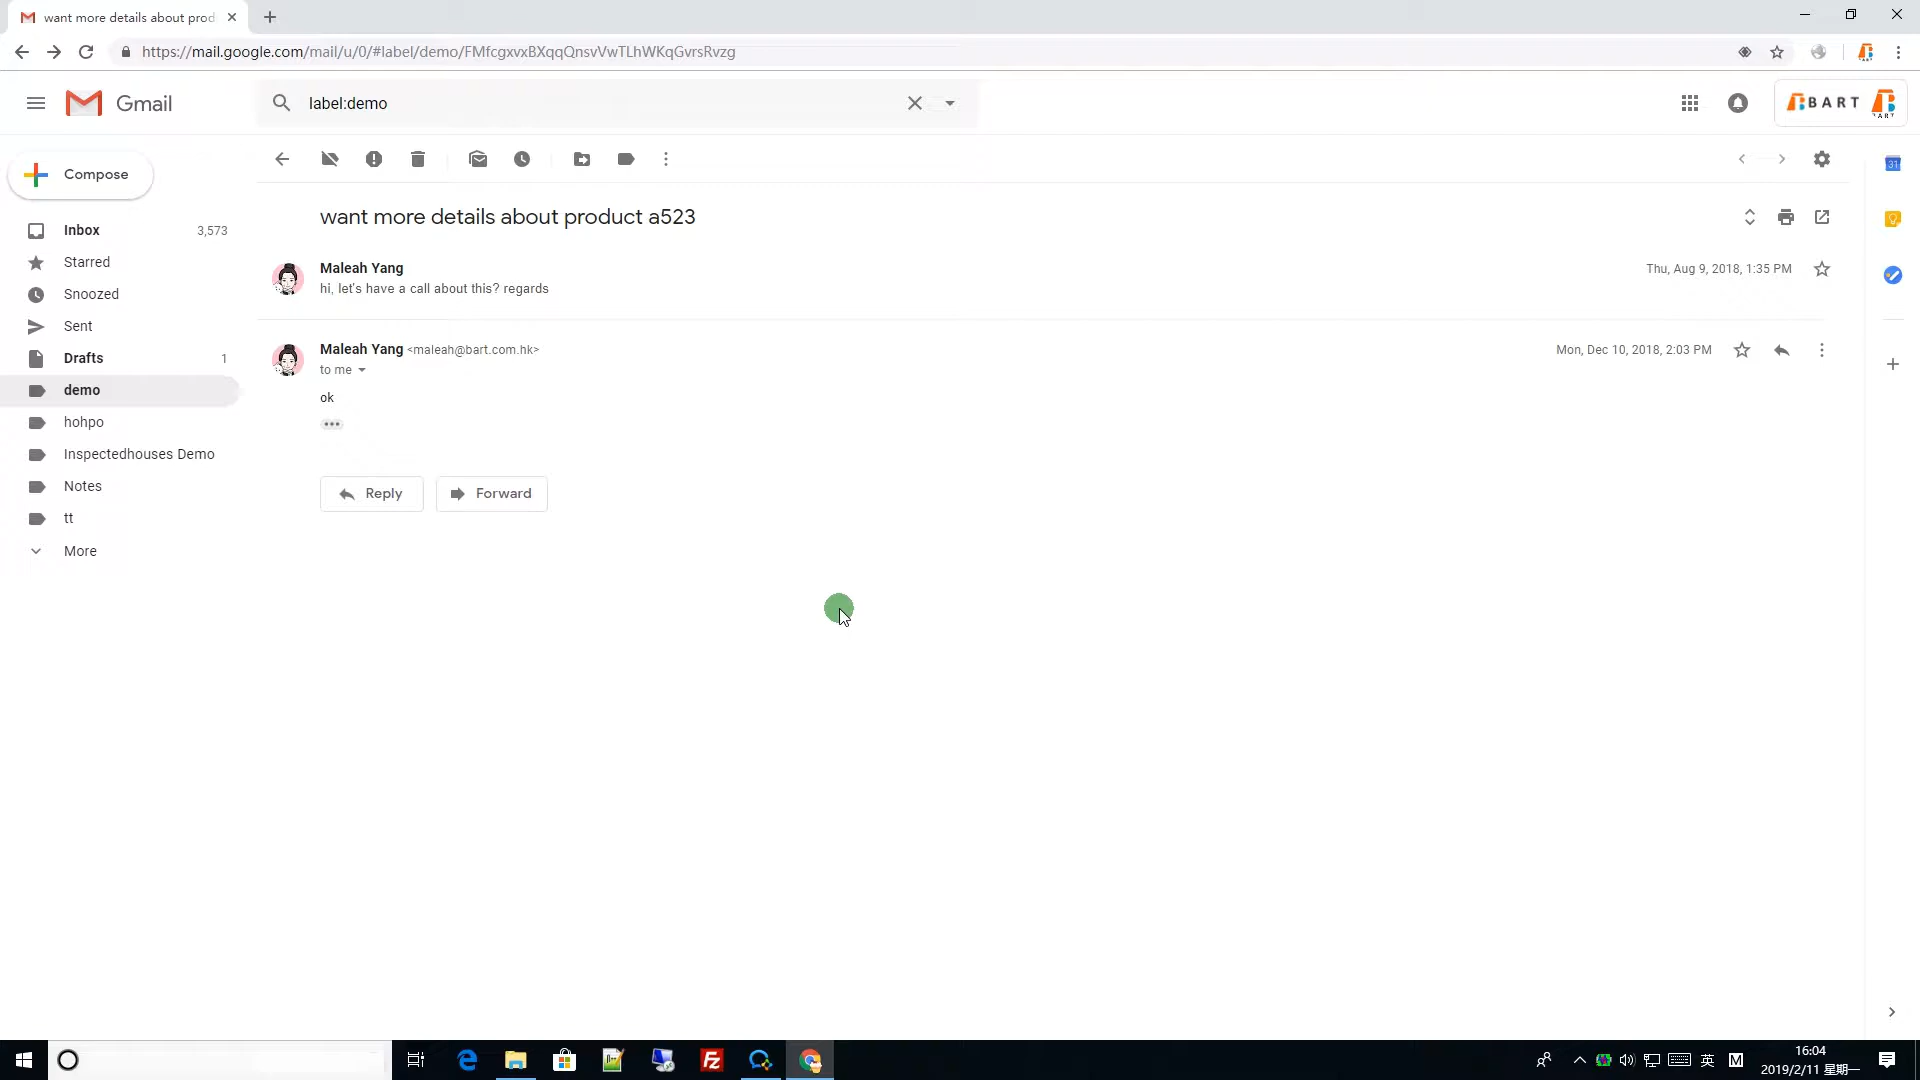 want more details about prod
https://mail.google.com/mail/u/0/#label/demo/FMfcgxvxBXqqQnsvVwTLhWKqGvrsRvzg
Gmail
label:demo
BART
BART
Compose
31
want more details about product a523
Inbox 3,573
Starred
Snoozed
Sent
Drafts 1
demo
hohpo
Inspectedhouses Demo
Notes
tt
More
Maleah Yang
Thu, Aug 9, 2018, 1:35 PM
hi, let's have a call about this? regards
Maleah Yang <maleah@bart.com.hk>
Mon, Dec 10, 2018, 2:03 PM
to me
ok
Reply
Forward
英
M
16:04
2019/2/11 星期一